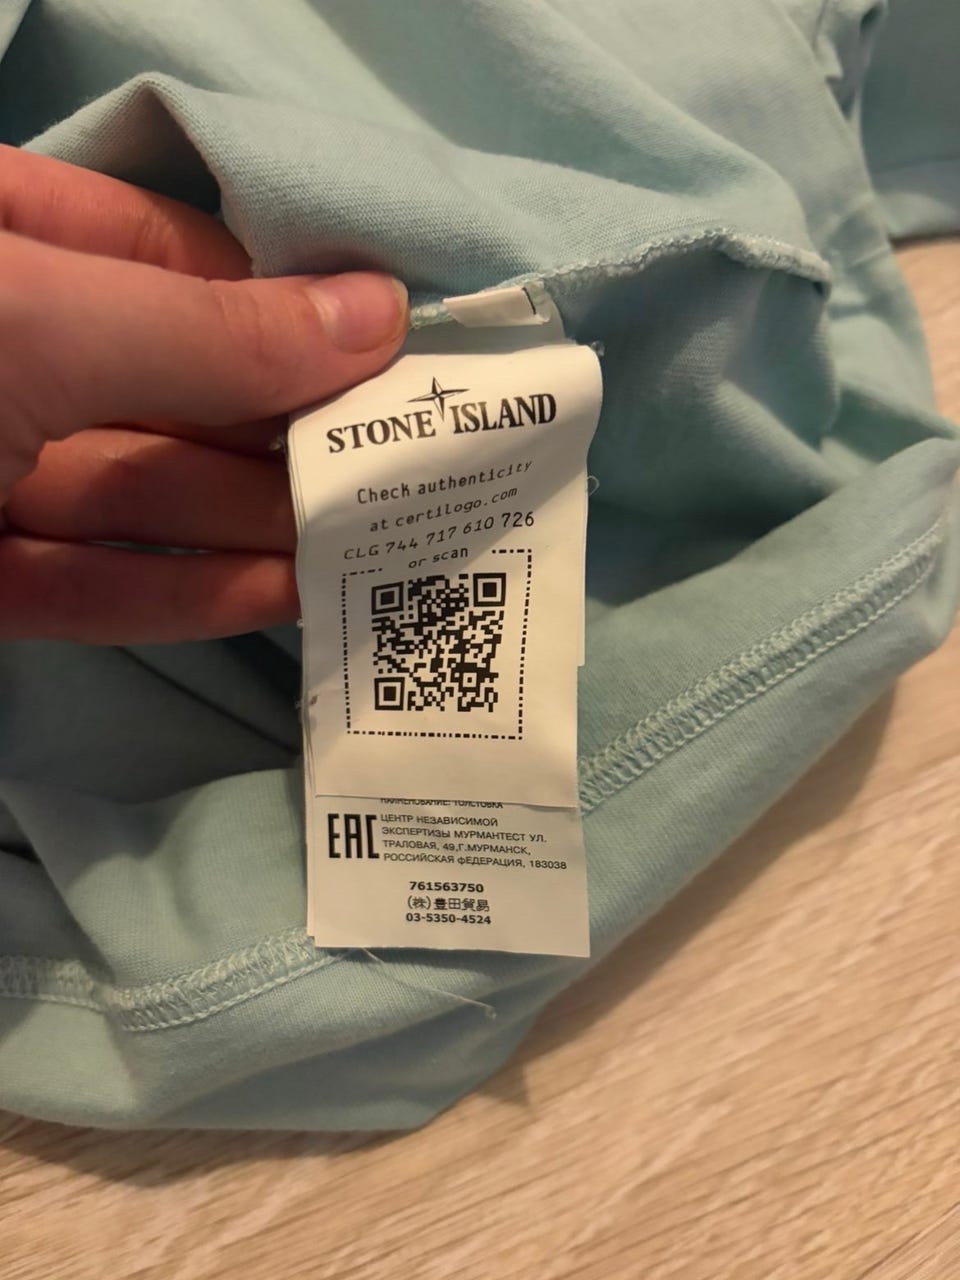 STONE ISLAND
Check authenticity
at certilogo.com
CLG 744 717 610 726
or scan
НАИМЕНОВАНИЕ: ТОЛСТОВКА
EAC
ЦЕНТР НЕЗАВИСИМОЙ
ЭКСПЕРТИЗЫ МУРМАНТЕСТ УЛ.
ТРАЛОВАЯ, 49,Г.МУРМАНСК,
РОССИЙСКАЯ ФЕДЕРАЦИЯ, 183038
761563750
(株)豊田貿易
03-5350-4524